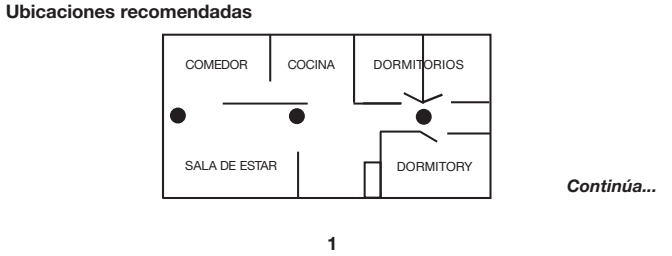 Ubicaciones recomendadas
COMEDOR COCINA DORMITORIOS
SALA DE ESTAR DORMITORY
Continúa...
1